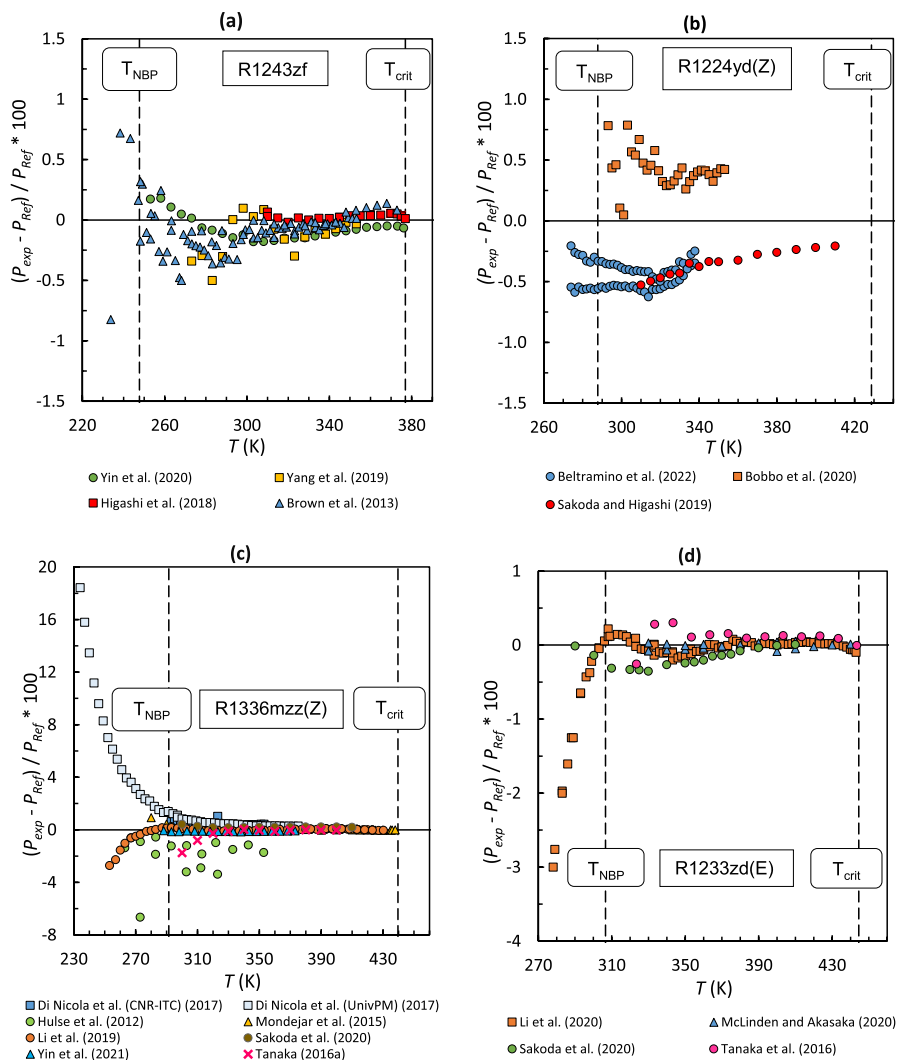 (a)
1.5
1
0.5
0
-0.5
-1
-1.5
(P_exp - P_Ref) / P_Ref * 100
T_NBP
R1243zf
T_crit
220 260 300 340 380
T (K)
Yin et al. (2020)
Yang et al. (2019)
Higashi et al. (2018)
Brown et al. (2013)
(b)
1.5
1.0
0.5
0.0
-0.5
-1.0
-1.5
(P_exp - P_Ref) / P_Ref * 100
T_NBP
R1224yd(Z)
T_crit
260 300 340 380 420
T (K)
Beltramino et al. (2022)
Bobbo et al. (2020)
Sakoda and Higashi (2019)
(c)
20
16
12
8
4
0
-4
-8
(P_exp - P_Ref) / P_Ref * 100
T_NBP
R1336mzz(Z)
T_crit
230 280 330 380 430
T (K)
Di Nicola et al. (CNR-ITC) (2017)
Di Nicola et al. (UnivPM) (2017)
Hulse et al. (2012)
Mondejar et al. (2015)
Li et al. (2019)
Sakoda et al. (2020)
Yin et al. (2021)
Tanaka (2016a)
(d)
1
0
-1
-2
-3
-4
(P_exp - P_Ref) / P_Ref * 100
T_NBP
R1233zd(E)
T_crit
270 320 370 420
T (K)
Li et al. (2020)
McLinden and Akasaka (2020)
Sakoda et al. (2020)
Tanaka et al. (2016)